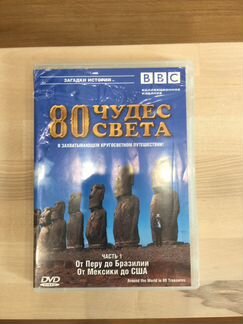 ЗАГАДКИ ИСТОРИИ
BBC
КОЛЛЕКЦИОННОЕ
ИЗДАНИЕ
80 ЧУДЕС
СВЕТА
В ЗАХВАТЫВАЮЩЕМ КРУГОСВЕТНОМ ПУТЕШЕСТВИИ!
ЧАСТЬ 1
От Перу до Бразилии
От Мексики до США
DVD
Around the World in 80 Treasures